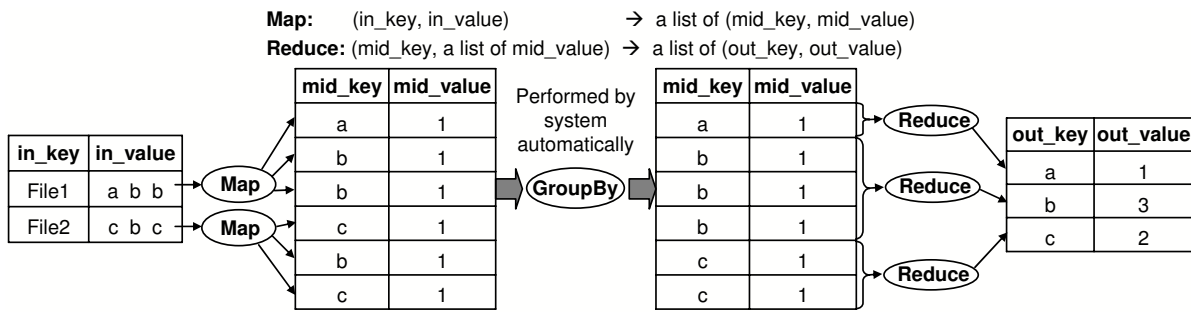 Map: (in_key, in_value) → a list of (mid_key, mid_value)
Reduce: (mid_key, a list of mid_value) → a list of (out_key, out_value)
in_key in_value
File1 a b b
File2 c b c
Map
Map
mid_key mid_value
a 1
b 1
b 1
c 1
b 1
c 1
Performed by
system
automatically
GroupBy
mid_key mid_value
a 1
b 1
b 1
b 1
c 1
c 1
Reduce
Reduce
Reduce
out_key out_value
a 1
b 3
c 2